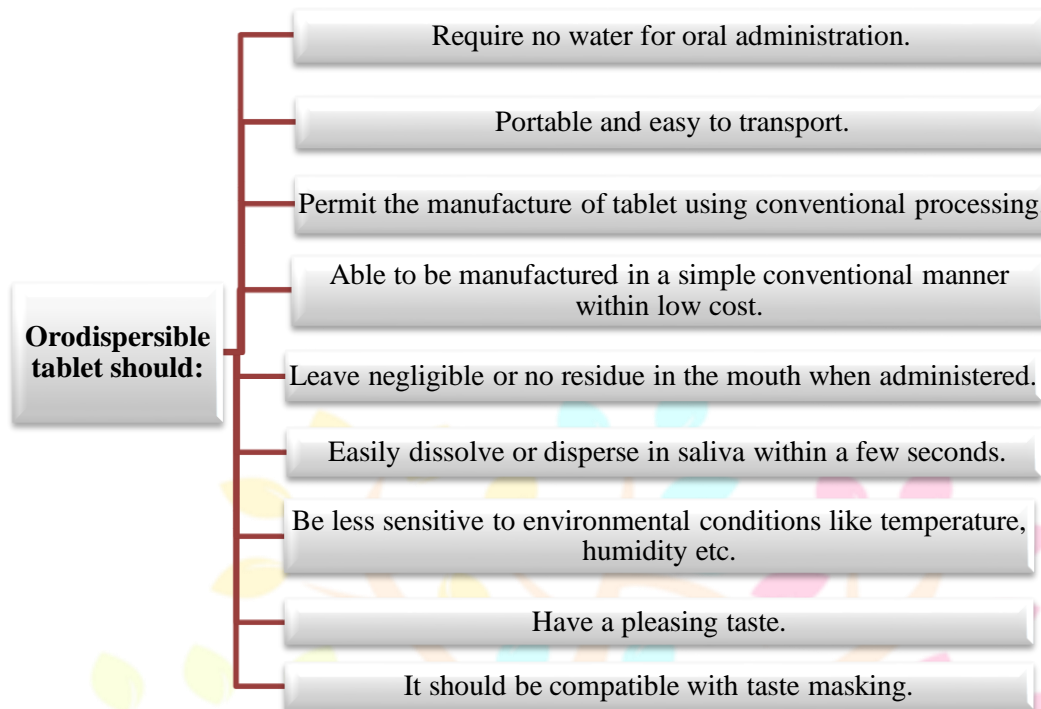 Require no water for oral administration.
Portable and easy to transport.
Permit the manufacture of tablet using conventional processing
Able to be manufactured in a simple conventional manner
within low cost.
Orodispersible
tablet should:
Leave negligible or no residue in the mouth when administered.
Easily dissolve or disperse in saliva within a few seconds.
Be less sensitive to environmental conditions like temperature,
humidity etc.
Have a pleasing taste.
It should be compatible with taste masking.